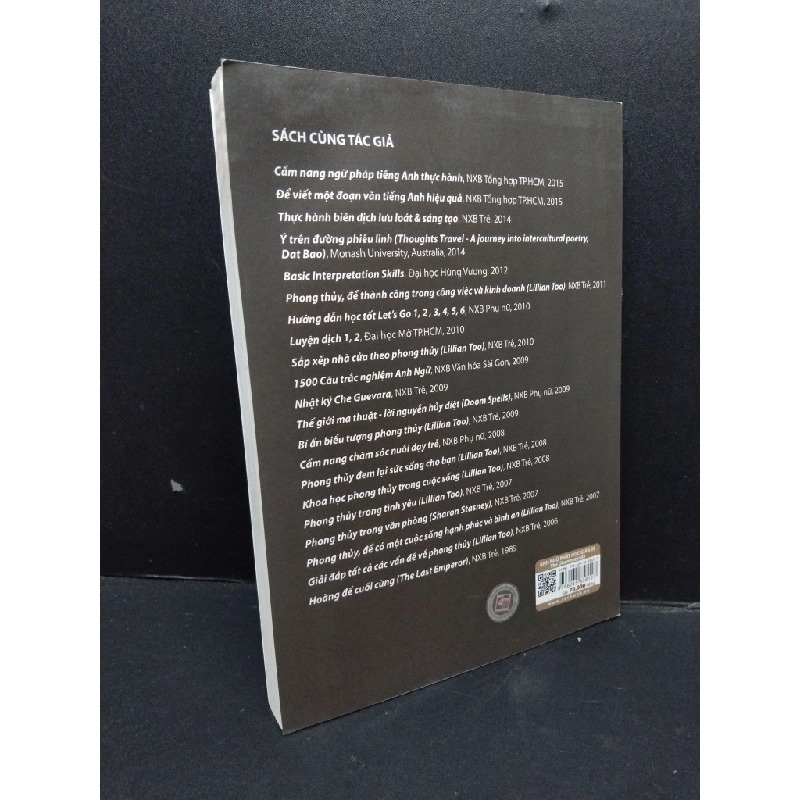 SÁCH CÙNG TÁC GIẢ
Cẩm nang ngữ pháp tiếng Anh thực hành, NXB Tổng hợp TP.HCM, 2015
Để viết một đoạn văn tiếng Anh hiệu quả, NXB Tổng hợp TP.HCM, 2015
Thực hành biên dịch lưu loát & sáng tạo, NXB Trẻ, 2014
Ý trên đường phiêu linh (Thoughts Travel - A journey into intercultural poetry,
Dat Bao), Monash University, Australia, 2014
Basic Interpretation Skills, Đại học Hùng Vương, 2012
Phong thủy, để thành công trong công việc và kinh doanh (Lillian Too), NXB Trẻ, 2011
Hướng dẫn học tốt Let's Go 1, 2, 3, 4, 5, 6, NXB Phụ nữ, 2010
Luyện dịch 1, 2, Đại học Mở TP.HCM, 2010
Sắp xếp nhà cửa theo phong thủy (Lillian Too), NXB Trẻ, 2010
1500 Câu trắc nghiệm Anh Ngữ, NXB Văn hóa Sài Gòn, 2009
Nhật ký Che Guevara, NXB Trẻ, 2009
Thế giới ma thuật - lời nguyền hủy diệt (Doom Spells), NXB Phụ nữ, 2009
Bí ẩn biểu tượng phong thủy (Lillian Too), NXB Trẻ, 2009
Cẩm nang chăm sóc nuôi dạy trẻ, NXB Phụ nữ, 2008
Phong thủy đem lại sức sống cho bạn (Lillian Too), NXB Trẻ, 2008
Khoa học phong thủy trong cuộc sống (Lillian Too), NXB Trẻ, 2008
Phong thủy trong tình yêu (Lillian Too), NXB Trẻ, 2007
Phong thủy trong văn phòng (Sharon Stasney), NXB Trẻ, 2007
Phong thủy, để có một cuộc sống hạnh phúc và bình an (Lillian Too), NXB Trẻ, 2007
Giải đáp tất cả các vấn đề về phong thủy (Lillian Too), NXB Trẻ, 2006
Hoàng đế cuối cùng (The Last Emperor), NXB Trẻ, 1985